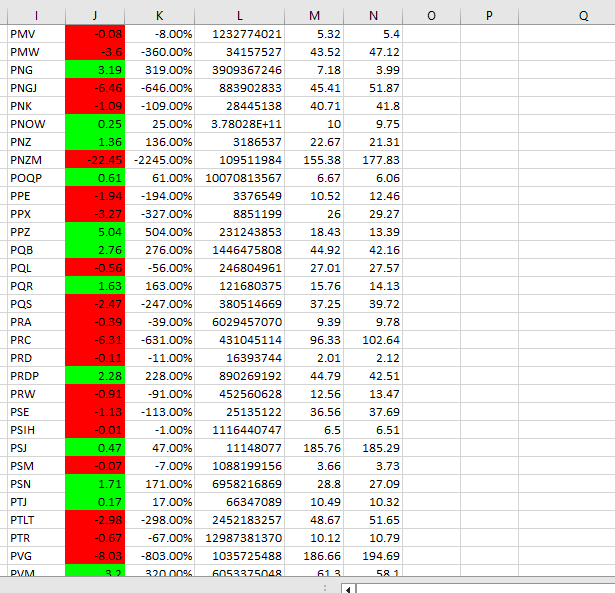 I J K L M N O P Q
PMV -0.08 -8.00% 1232774021 5.32 5.4
PMW -3.6 -360.00% 34157527 43.52 47.12
PNG 3.19 319.00% 3909367246 7.18 3.99
PNGJ -6.46 -646.00% 883902833 45.41 51.87
PNK -1.09 -109.00% 28445138 40.71 41.8
PNOW 0.25 25.00% 3.78028E+11 10 9.75
PNZ 1.36 136.00% 3186537 22.67 21.31
PNZM -22.45 -2245.00% 109511984 155.38 177.83
POQP 0.61 61.00% 10070813567 6.67 6.06
PPE -1.94 -194.00% 3376549 10.52 12.46
PPX -3.27 -327.00% 8851199 26 29.27
PPZ 5.04 504.00% 231243853 18.43 13.39
PQB 2.76 276.00% 1446475808 44.92 42.16
PQL -0.56 -56.00% 246804961 27.01 27.57
PQR 1.63 163.00% 121680375 15.76 14.13
PQS -2.47 -247.00% 380514669 37.25 39.72
PRA -0.39 -39.00% 6029457070 9.39 9.78
PRC -6.31 -631.00% 431045114 96.33 102.64
PRD -0.11 -11.00% 16393744 2.01 2.12
PRDP 2.28 228.00% 890269192 44.79 42.51
PRW -0.91 -91.00% 452560628 12.56 13.47
PSE -1.13 -113.00% 25135122 36.56 37.69
PSIH -0.01 -1.00% 1116440747 6.5 6.51
PSJ 0.47 47.00% 11148077 185.76 185.29
PSM -0.07 -7.00% 1088199156 3.66 3.73
PSN 1.71 171.00% 6958216869 28.8 27.09
PTJ 0.17 17.00% 66347089 10.49 10.32
PTLT -2.98 -298.00% 2452183257 48.67 51.65
PTR -0.67 -67.00% 12987381370 10.12 10.79
PVG -8.03 -803.00% 1035725488 186.66 194.69
PVM 3.2 320.00% 6053375048 61.3 58.1